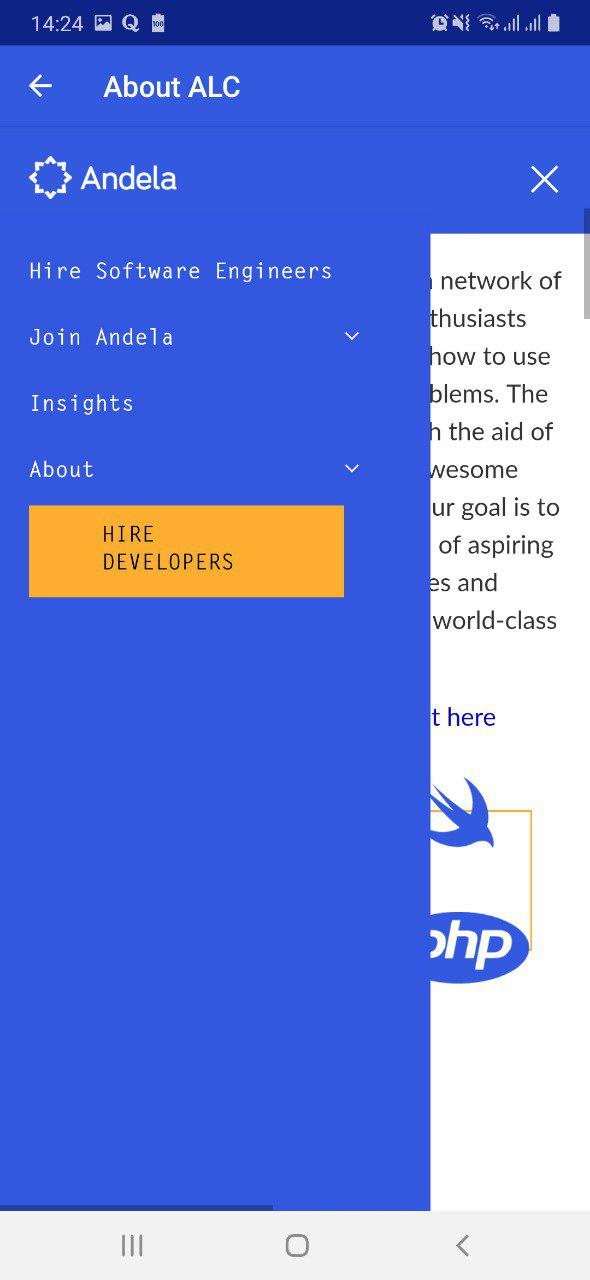 14:24
100
About ALC
Andela
Hire Software Engineers
Join Andela
Insights
About
HIRE
DEVELOPERS
network of
thusiasts
how to use
blems. The
h the aid of
wesome
ur goal is to
of aspiring
es and
world-class
t here
php